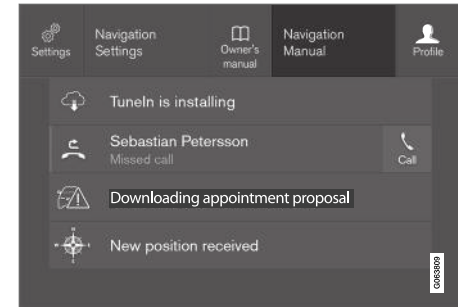 Settings
Navigation
Settings
Owner's
manual
Navigation
Manual
Profile
TuneIn is installing
Sebastian Petersson
Missed call
Call
Downloading appointment proposal
New position received
G063809